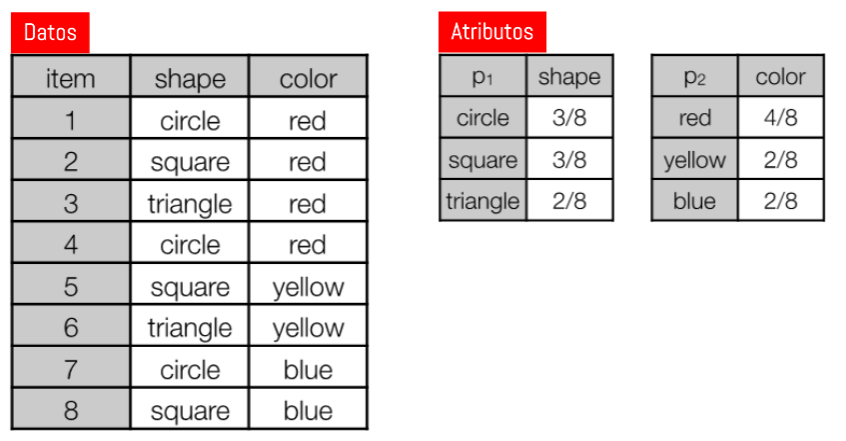 Datos
item shape color
1 circle red
2 square red
3 triangle red
4 circle red
5 square yellow
6 triangle yellow
7 circle blue
8 square blue
Atributos
p₁ shape
circle 3/8
square 3/8
triangle 2/8
p₂ color
red 4/8
yellow 2/8
blue 2/8